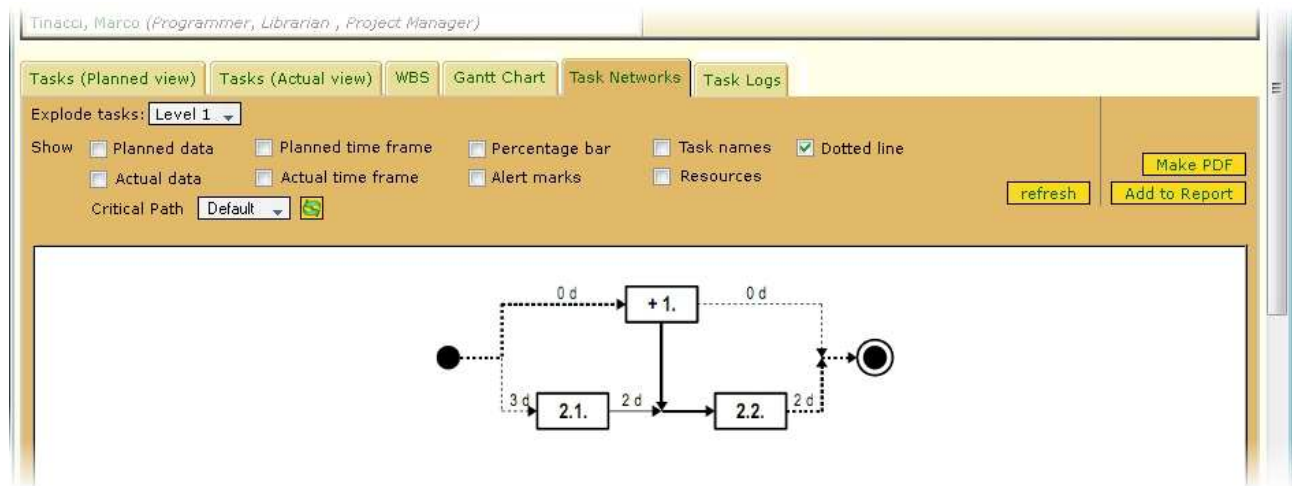 Tinacci, Marco (Programmer, Librarian , Project Manager)
Tasks (Planned view) Tasks (Actual view) WBS Gantt Chart Task Networks Task Logs
Explode tasks: Level 1
Show Planned data Planned time frame Percentage bar Task names Dotted line
Actual data Actual time frame Alert marks Resources
Make PDF
Critical Path Default
refresh Add to Report
0 d + 1. 0 d
3 d 2.1. 2 d 2.2. 2 d